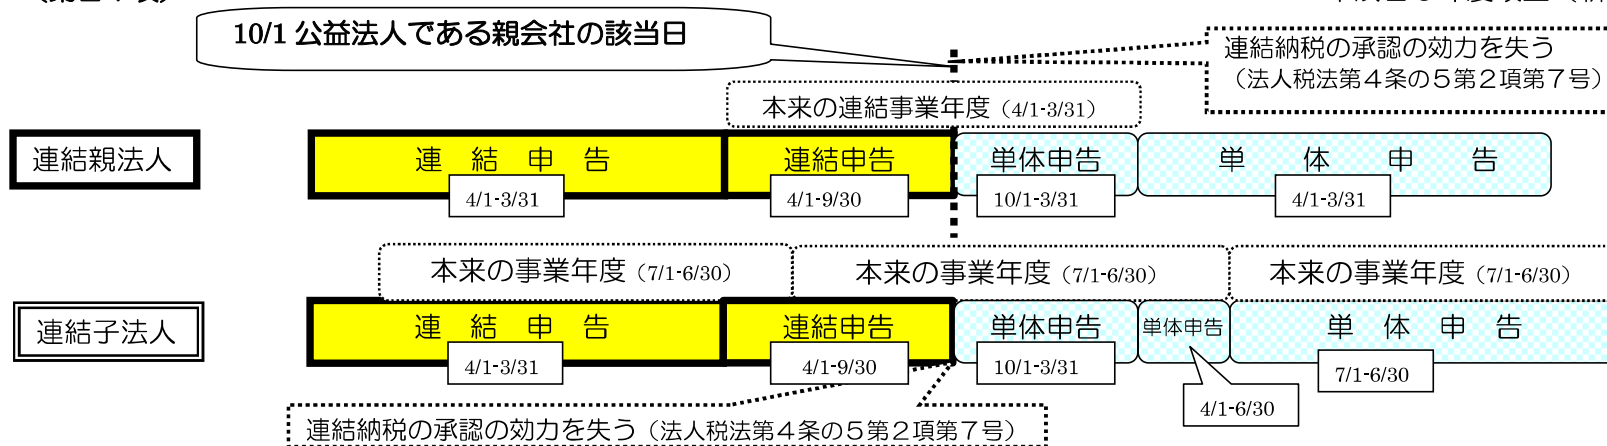 10/1 公益法人である親会社の該当日
連結納税の承認の効力を失う
（法人税法第４条の５第２項第７号）
本来の連結事業年度（4/1-3/31）
連結親法人
連 結 申 告
連結申告
単体申告
単 体 申 告
4/1-3/31
4/1-9/30
10/1-3/31
4/1-3/31
本来の事業年度（7/1-6/30）
本来の事業年度（7/1-6/30）
本来の事業年度（7/1-6/30）
連結子法人
連 結 申 告
連結申告
単体申告
単体申告
単 体 申 告
4/1-3/31
4/1-9/30
10/1-3/31
7/1-6/30
4/1-6/30
連結納税の承認の効力を失う（法人税法第４条の５第２項第７号）